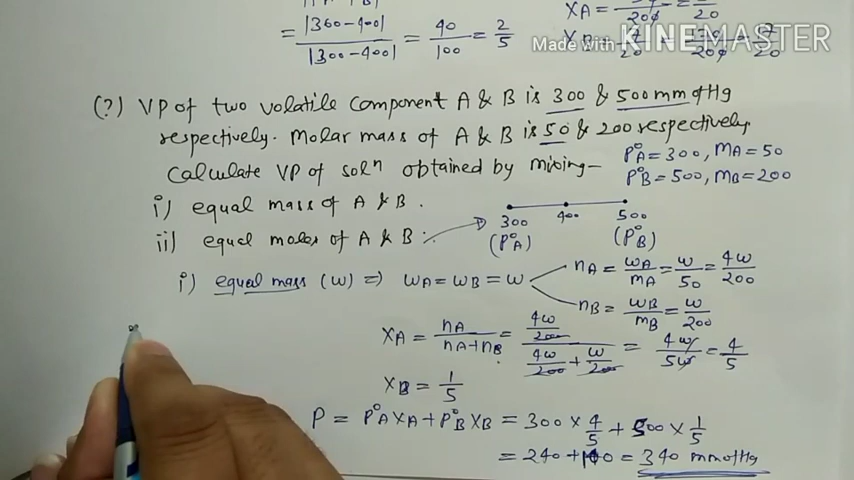 = |360-400| / |300-400| = 40/100 = 2/5
XA =
20
Made With KINEMASTER
(?) VP of two volatile component A & B is 300 & 500 mm of Hg
respectively. Molar mass of A & B is 50 & 200 respectively.
Calculate VP of solⁿ obtained by mixing-
P°A = 300, MA = 50
P°B = 500, MB = 200
i) equal mass of A & B.
ii) equal moles of A & B:
300 400 500
(P°A) (P°B)
i) equal mass (w) => wA = wB = w
nA = wA/mA = w/50 = 4w/200
nB = wB/mB = w/200
XA = nA/(nA+nB) = (4w/200)/(4w/200 + w/200) = 4w/5w = 4/5
XB = 1/5
P = P°A XA + P°B XB = 300 × 4/5 + 500 × 1/5
= 240 + 100 = 340 mm of Hg